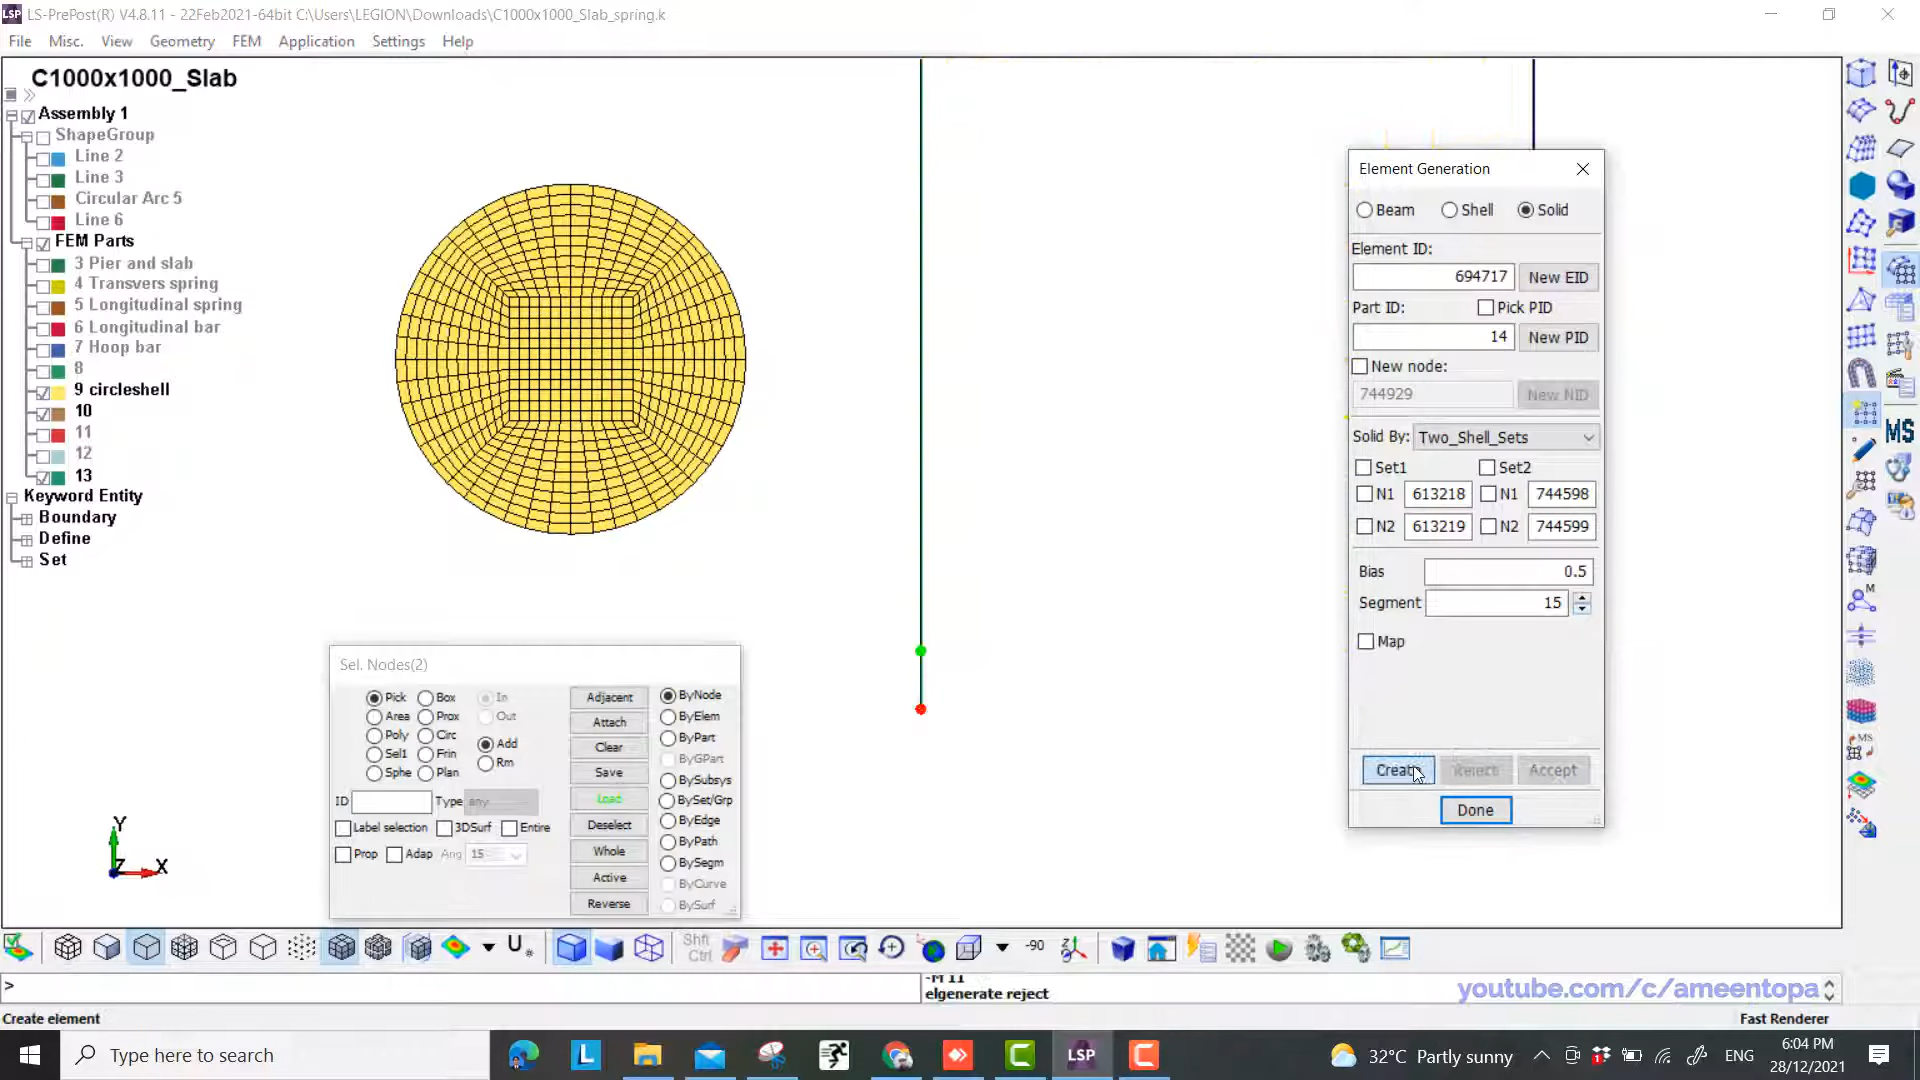 LSP LS-PrePost(R) V4.8.11 - 22Feb2021-64bit C:\Users\LEGION\Downloads\C1000x1000_Slab_spring.k
File Misc. View Geometry FEM Application Settings Help
C1000x1000_Slab
Assembly 1
ShapeGroup
Line 2
Line 3
Circular Arc 5
Line 6
FEM Parts
3 Pier and slab
4 Transvers spring
5 Longitudinal spring
6 Longitudinal bar
7 Hoop bar
8
9 circleshell
10
11
12
13
Keyword Entity
Boundary
Define
Set
Element Generation
Beam Shell Solid
Element ID:
694717 New EID
Part ID: Pick PID
14 New PID
New node:
744929 New NID
Solid By: Two_Shell_Sets
Set1 Set2
N1 613218 N1 744598
N2 613219 N2 744599
Bias 0.5
Segment 15
Map
Create Reject Accept
Done
Sel. Nodes(2)
Pick Box In
Area Prox Out
Poly Circ
Sel1 Frin Add
Sphe Plan Rm
ID Type any
Label selection 3DSurf Entire
Prop Adap Ang 15
Adjacent
Attach
Clear
Save
Load
Deselect
Whole
Active
Reverse
ByNode
ByElem
ByPart
ByGPart
BySubsys
BySet/Grp
ByEdge
ByPath
BySegm
ByCurve
BySurf
Y
Z X
MS
M
MS
Shft
Ctrl
-90
>
-M 11
elgenerate reject
youtube.com/c/ameentopa
Create element
Fast Renderer
Type here to search
L
LSP
32°C Partly sunny
ENG
6:04 PM
28/12/2021